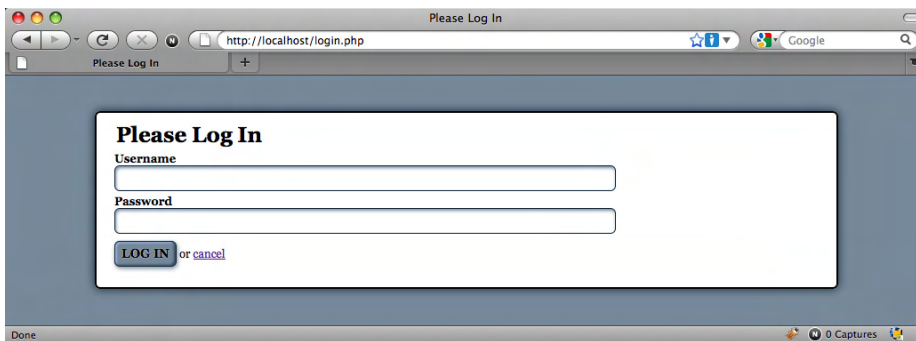 Please Log In
http://localhost/login.php
Google
Please Log In
+
Please Log In
Username
Password
LOG IN or cancel
Done
N 0 Captures